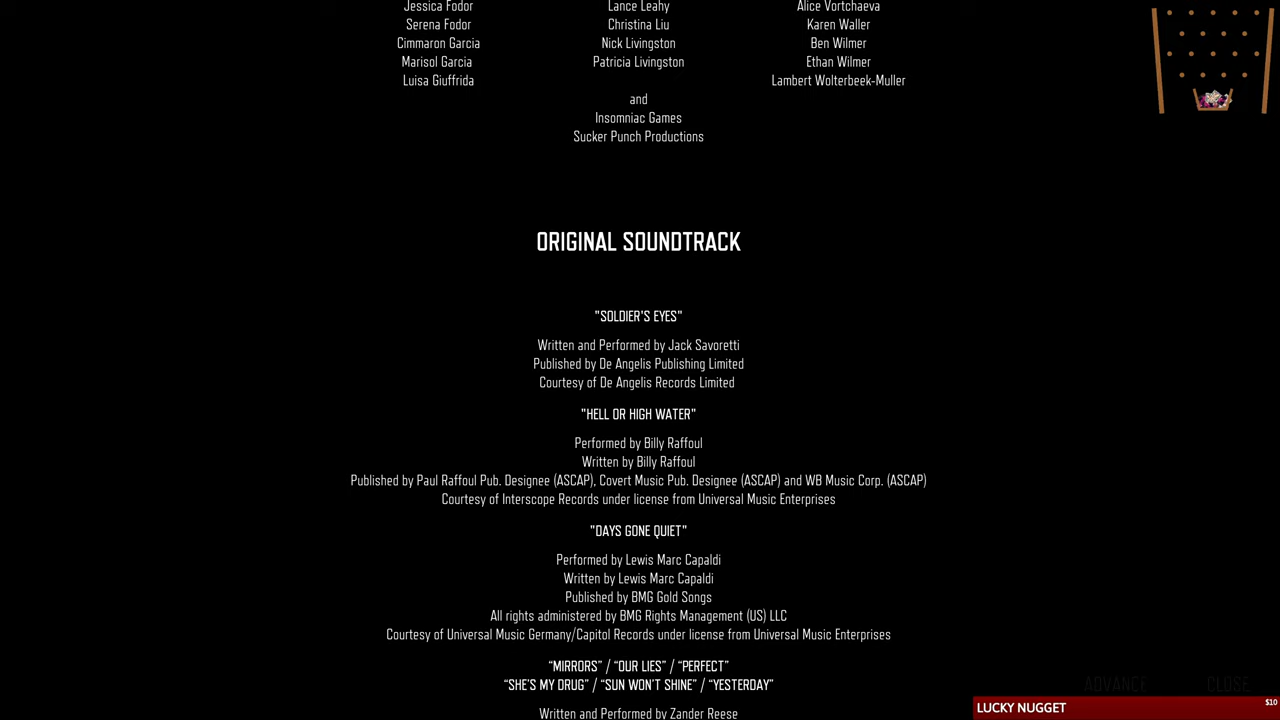 Jessica Fodor
Lance Leahy
Alice Vortchaeva
Serena Fodor
Christina Liu
Karen Waller
Cimmaron Garcia
Nick Livingston
Ben Wilmer
Marisol Garcia
Patricia Livingston
Ethan Wilmer
Luisa Giuffrida
Lambert Wolterbeek-Muller
and
Insomniac Games
Sucker Punch Productions
ORIGINAL SOUNDTRACK
"SOLDIER'S EYES"
Written and Performed by Jack Savoretti
Published by De Angelis Publishing Limited
Courtesy of De Angelis Records Limited
"HELL OR HIGH WATER"
Performed by Billy Raffoul
Written by Billy Raffoul
Published by Paul Raffoul Pub. Designee (ASCAP), Covert Music Pub. Designee (ASCAP) and WB Music Corp. (ASCAP)
Courtesy of Interscope Records under license from Universal Music Enterprises
"DAYS GONE QUIET"
Performed by Lewis Marc Capaldi
Written by Lewis Marc Capaldi
Published by BMG Gold Songs
All rights administered by BMG Rights Management (US) LLC
Courtesy of Universal Music Germany/Capitol Records under license from Universal Music Enterprises
“MIRRORS” / “OUR LIES” / “PERFECT”
“SHE'S MY DRUG” / “SUN WON'T SHINE” / “YESTERDAY”
Written and Performed by Zander Reese
ADVANCE
CLOSE
LUCKY NUGGET
$10